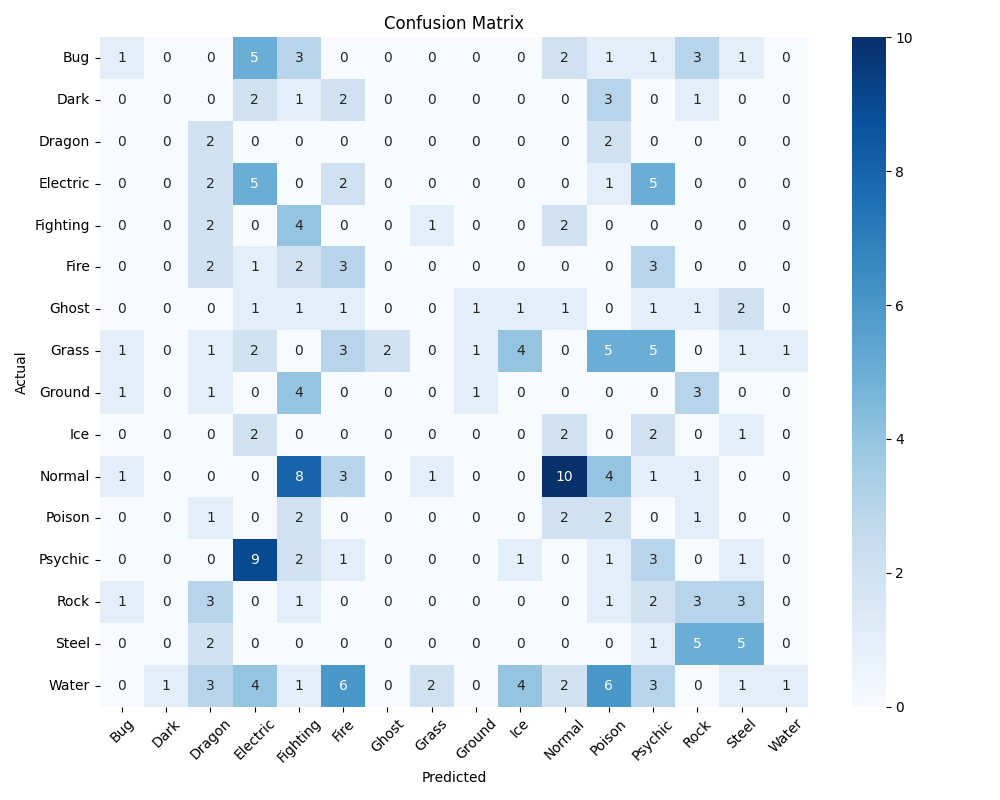 Confusion Matrix
Actual
Bug 1 0 0 5 3 0 0 0 0 0 2 1 1 3 1 0
Dark 0 0 0 2 1 2 0 0 0 0 0 3 0 1 0 0
Dragon 0 0 2 0 0 0 0 0 0 0 0 2 0 0 0 0
Electric 0 0 2 5 0 2 0 0 0 0 0 1 5 0 0 0
Fighting 0 0 2 0 4 0 0 1 0 0 2 0 0 0 0 0
Fire 0 0 2 1 2 3 0 0 0 0 0 0 3 0 0 0
Ghost 0 0 0 1 1 1 0 0 1 1 1 0 1 1 2 0
Grass 1 0 1 2 0 3 2 0 1 4 0 5 5 0 1 1
Ground 1 0 1 0 4 0 0 0 1 0 0 0 0 3 0 0
Ice 0 0 0 2 0 0 0 0 0 0 2 0 2 0 1 0
Normal 1 0 0 0 8 3 0 1 0 0 10 4 1 1 0 0
Poison 0 0 1 0 2 0 0 0 0 0 2 2 0 1 0 0
Psychic 0 0 0 9 2 1 0 0 0 1 0 1 3 0 1 0
Rock 1 0 3 0 1 0 0 0 0 0 0 1 2 3 3 0
Steel 0 0 2 0 0 0 0 0 0 0 0 0 1 5 5 0
Water 0 1 3 4 1 6 0 2 0 4 2 6 3 0 1 1
Bug Dark Dragon Electric Fighting Fire Ghost Grass Ground Ice Normal Poison Psychic Rock Steel Water
Predicted
10
8
6
4
2
0